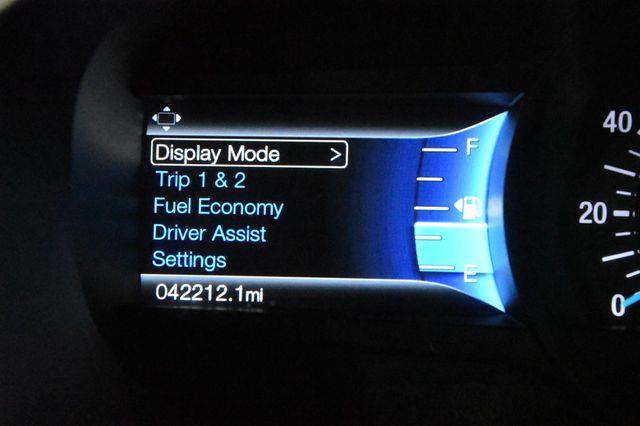 Display Mode >
Trip 1 & 2
Fuel Economy
Driver Assist
Settings
042212.1mi
F
E
40
20
0